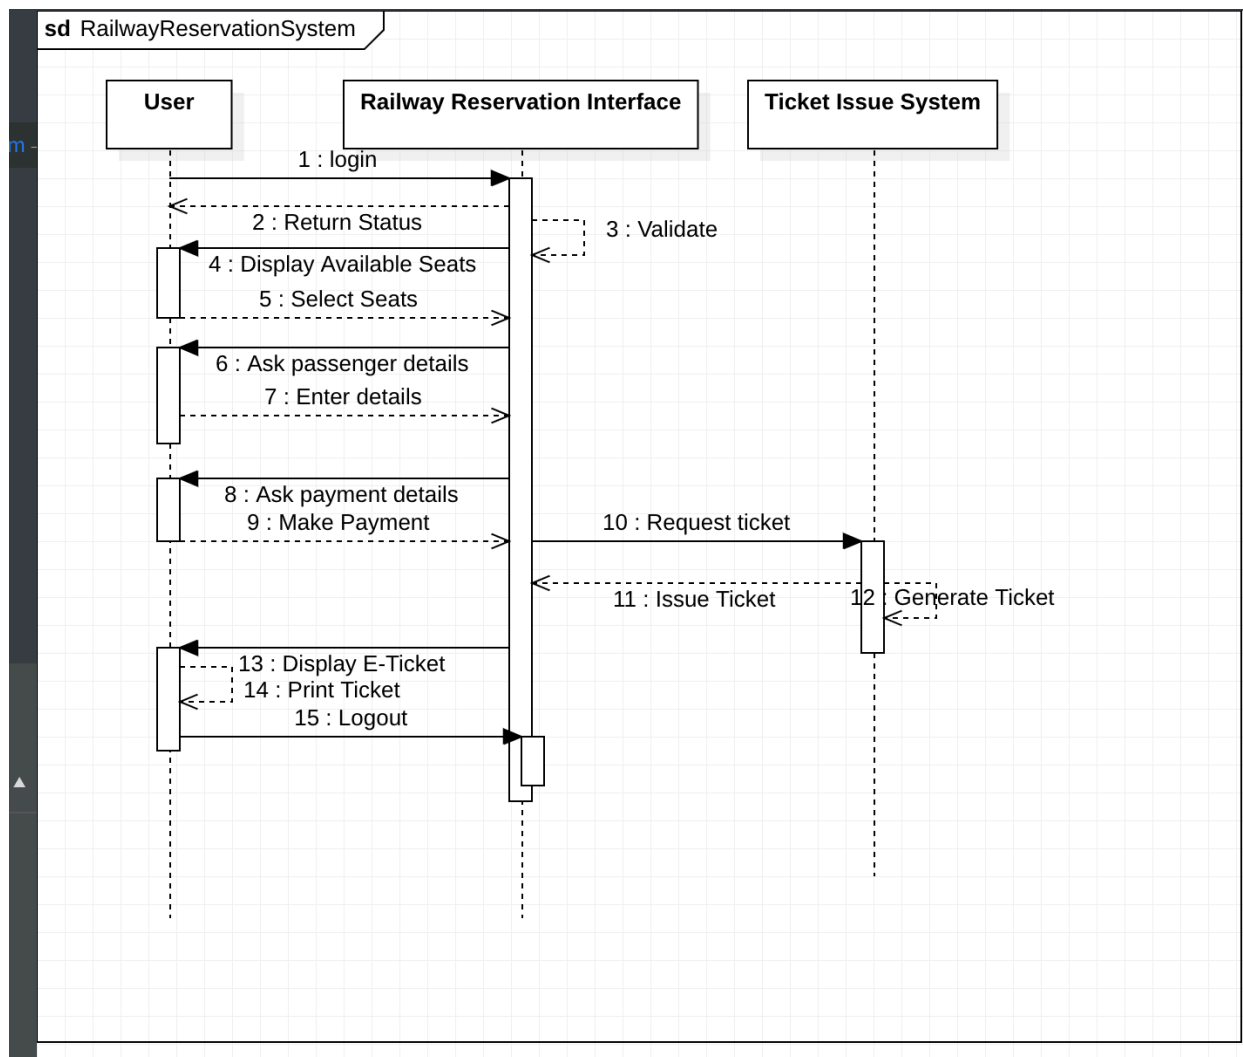 sd RailwayReservationSystem
User
Railway Reservation Interface
Ticket Issue System
m
1 : login
2 : Return Status
3 : Validate
4 : Display Available Seats
5 : Select Seats
6 : Ask passenger details
7 : Enter details
8 : Ask payment details
9 : Make Payment
10 : Request ticket
11 : Issue Ticket
12 : Generate Ticket
13 : Display E-Ticket
14 : Print Ticket
15 : Logout